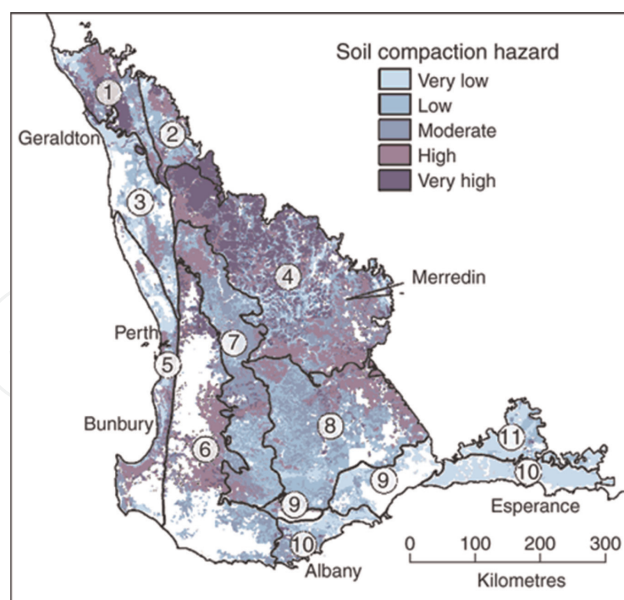 Soil compaction hazard
Very low
Low
Moderate
High
Very high
1
Geraldton
2
3
4
Merredin
Perth
7
5
Bunbury
8
6
11
9
10
9
Esperance
10
Albany
0 100 200 300
Kilometres